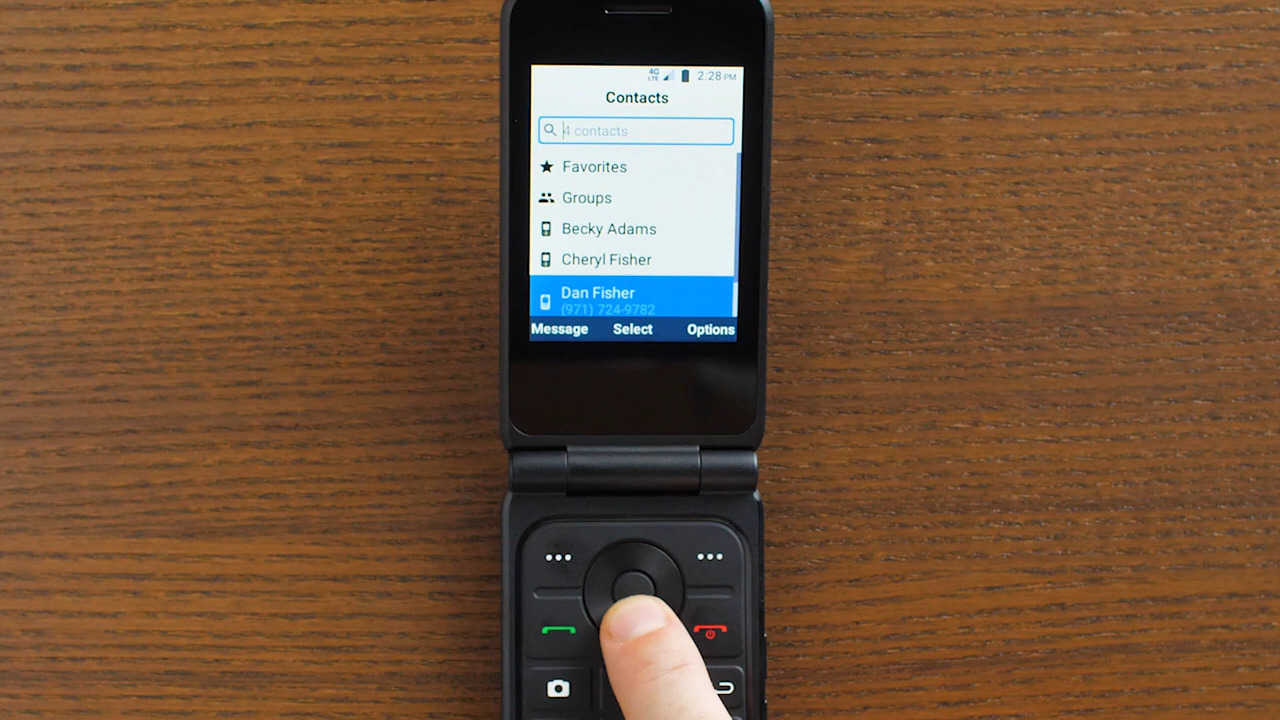 4G
LTE 2:28 PM
Contacts
4 contacts
Favorites
Groups
Becky Adams
Cheryl Fisher
Dan Fisher
(971) 724-9782
Message Select Options